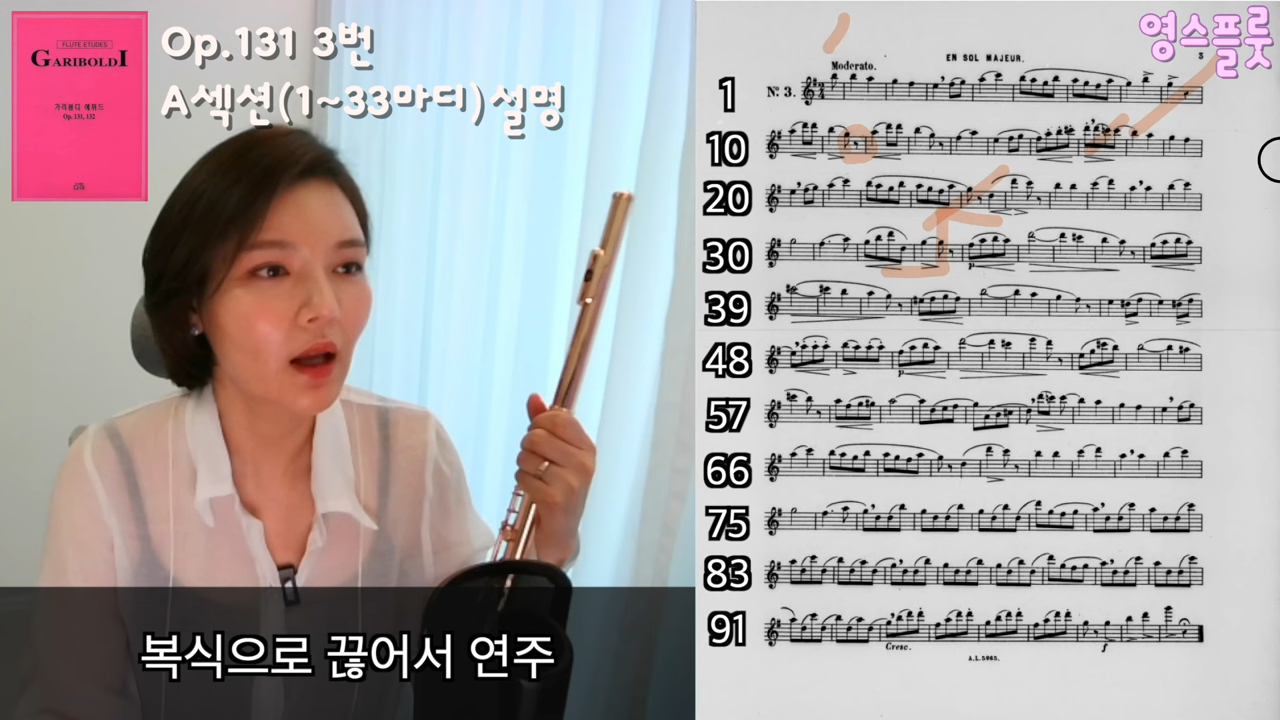 FLUTE ETUDES
GARIBOLDI
가리볼디 에튀드
Op. 131, 132
Op.131 3번
A섹션(1~33마디)설명
영스플룻
EN SOL MAJEUR.
3
Moderato.
Nº 3.
1
10
20
30
p
39
48
p
57
66
75
83
91
Cresc.
f
A.L.5965.
복식으로 끊어서 연주